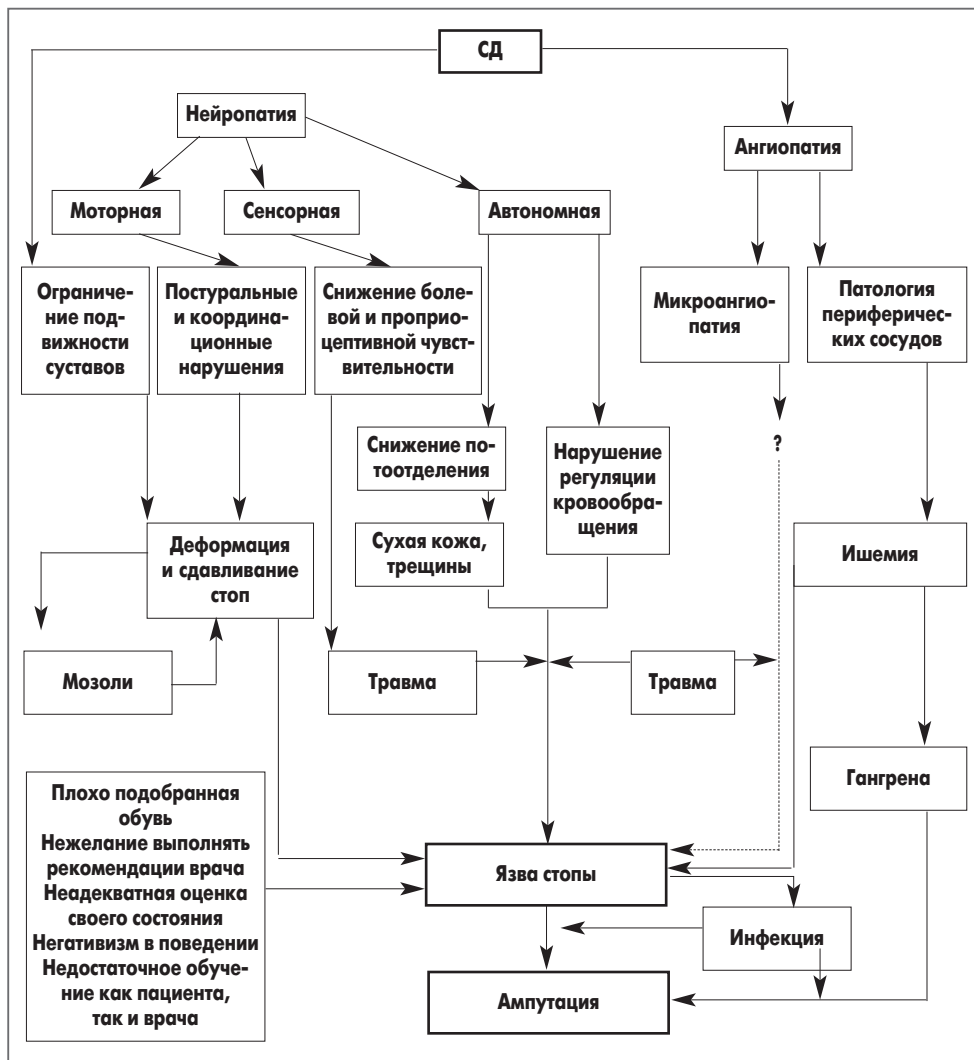 СД
Нейропатия
Ангиопатия
Моторная
Сенсорная
Автономная
Ограниче-
ние под-
вижности
суставов
Постуральные
и координа-
ционные
нарушения
Снижение боле-
вой и проприо-
цептивной чувст-
вительности
Микроангио-
патия
Патология
периферичес-
ких сосудов
Снижение по-
тоотделения
Нарушение
регуляции
кровообра-
щения
?
Сухая кожа,
трещины
Деформация
и сдавливание
стоп
Ишемия
Мозоли
Травма
Травма
Гангрена
Плохо подобранная
обувь
Нежелание выполнять
рекомендации врача
Неадекватная оценка
своего состояния
Негативизм в поведении
Недостаточное обуче-
ние как пациента,
так и врача
Язва стопы
Инфекция
Ампутация